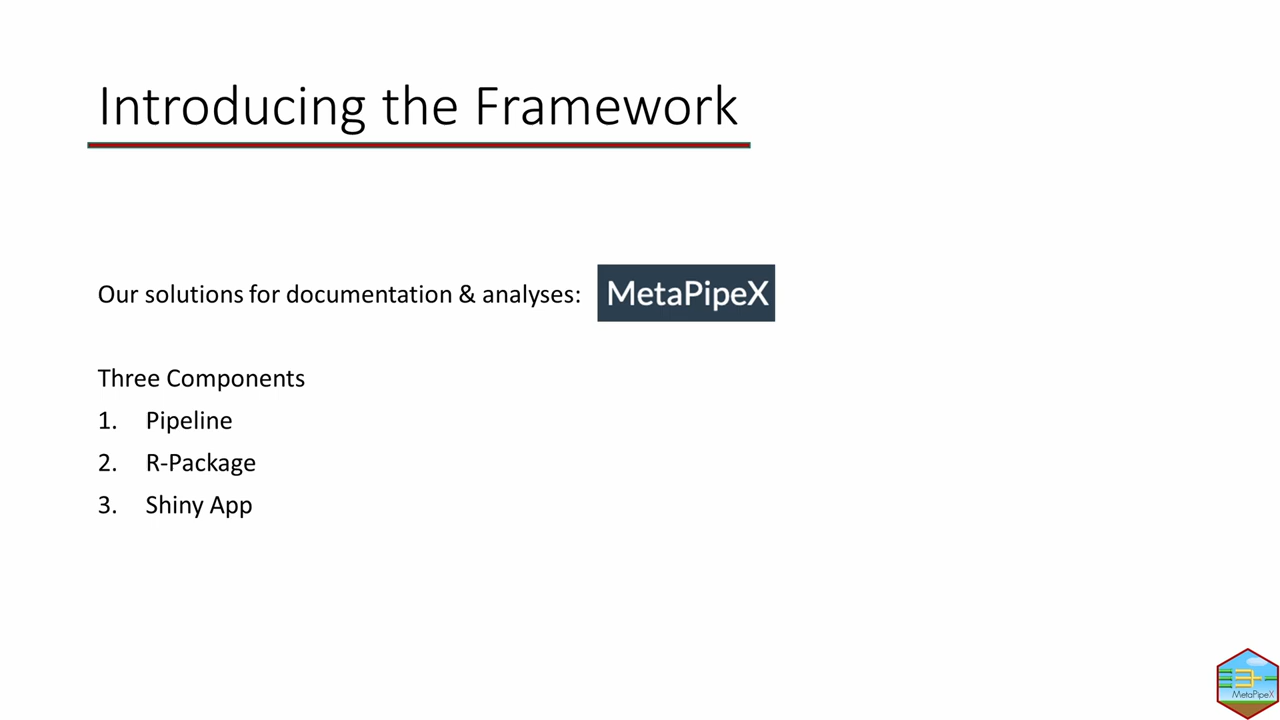 Introducing the Framework
Our solutions for documentation & analyses: MetaPipeX
Three Components
1. Pipeline
2. R-Package
3. Shiny App
MetaPipeX